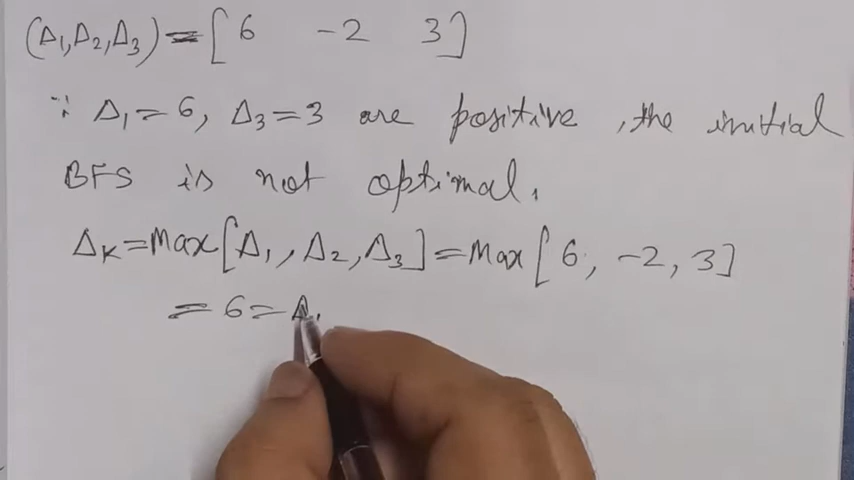 (Δ₁,Δ₂,Δ₃) = [6 -2 3]
∵ Δ₁=6, Δ₃=3 are positive, the initial
BFS is not optimal.
Δₖ=Max[Δ₁, Δ₂, Δ₃]=Max[6, -2, 3]
= 6=Δ₁